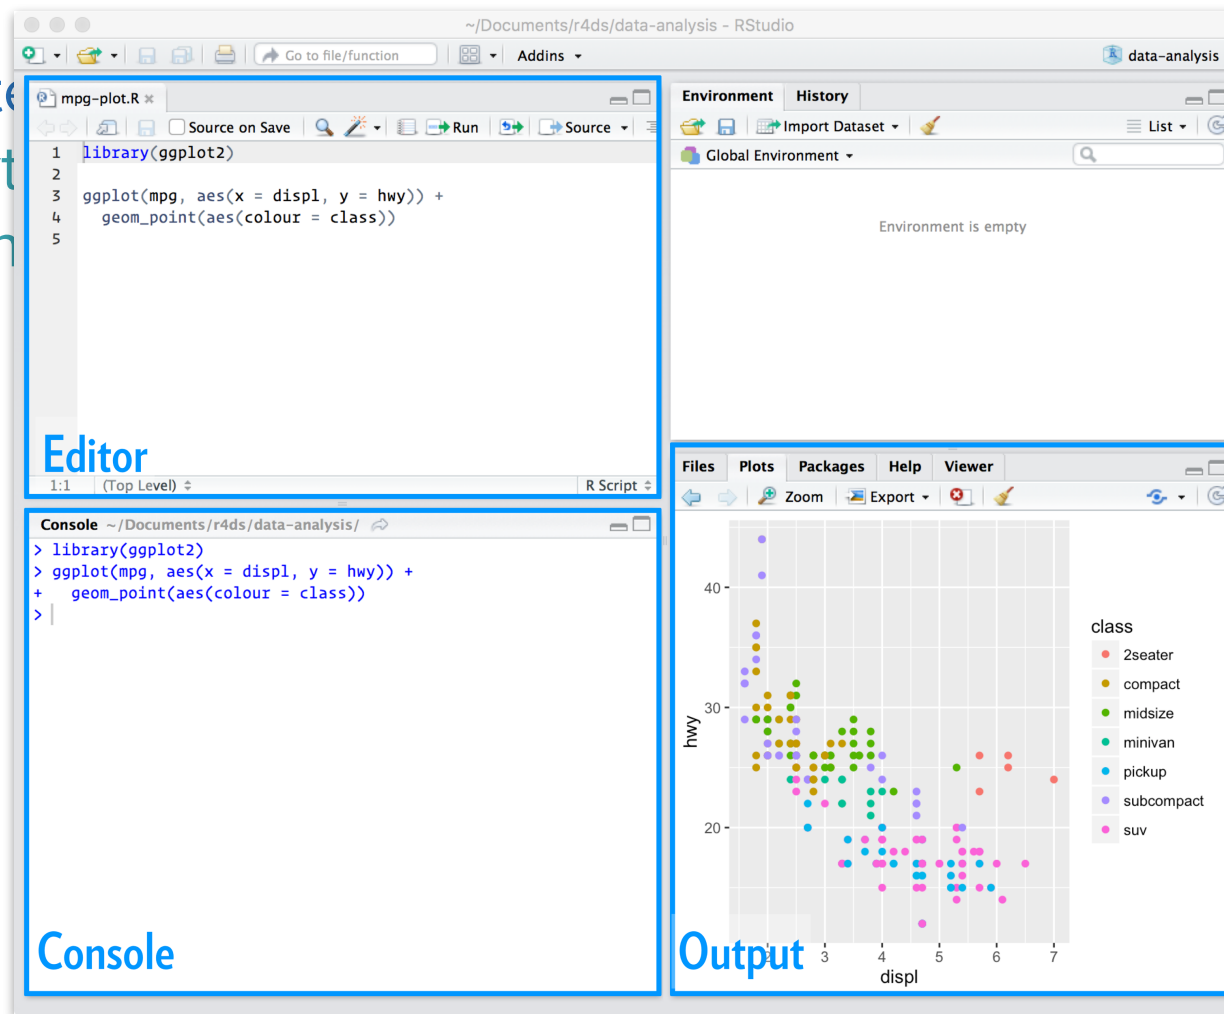 ~/Documents/r4ds/data-analysis - RStudio
Go to file/function
Addins
data-analysis
mpg-plot.R
Source on Save
Run
Source
1 library(ggplot2)
2
3 ggplot(mpg, aes(x = displ, y = hwy)) +
4   geom_point(aes(colour = class))
5
Editor
1:1 (Top Level) R Script
Console ~/Documents/r4ds/data-analysis/
> library(ggplot2)
> ggplot(mpg, aes(x = displ, y = hwy)) +
+   geom_point(aes(colour = class))
>
Console
Environment History
Import Dataset
List
Global Environment
Environment is empty
Files Plots Packages Help Viewer
Zoom Export
hwy
40
30
20
3 4 5 6 7
displ
class
2seater
compact
midsize
minivan
pickup
subcompact
suv
Output